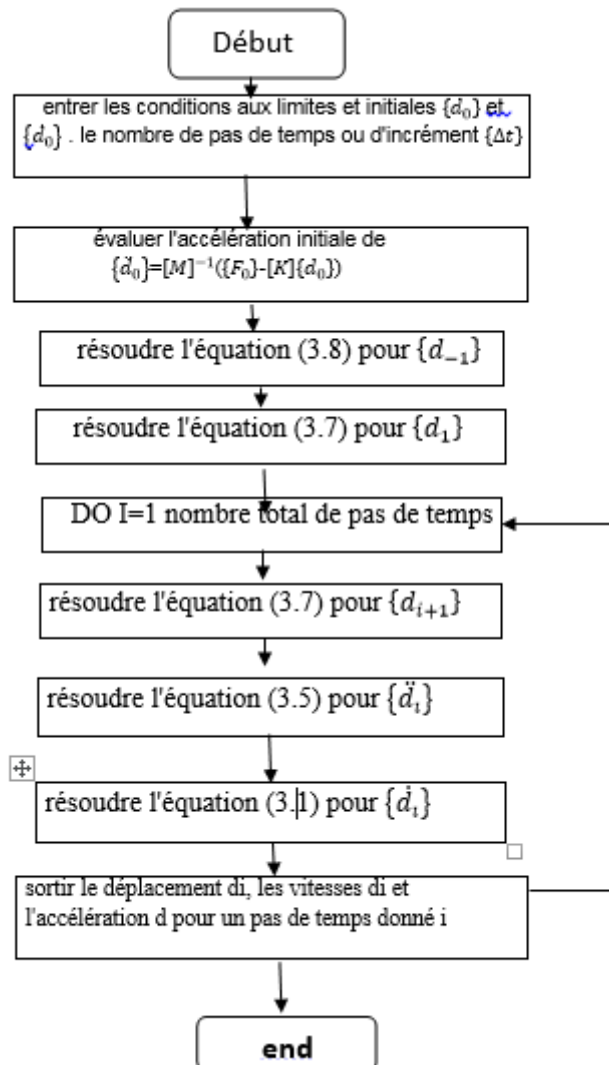 Début
entrer les conditions aux limites et initiales {d₀} et
{ḋ₀} . le nombre de pas de temps ou d'incrément {Δt}
évaluer l'accélération initiale de
{d̈₀}=[M]⁻¹({F₀}-[K]{d₀})
résoudre l'équation (3.8) pour {d₋₁}
résoudre l'équation (3.7) pour {d₁}
DO I=1 nombre total de pas de temps
résoudre l'équation (3.7) pour {dᵢ₊₁}
résoudre l'équation (3.5) pour {d̈ᵢ}
résoudre l'équation (3.1) pour {ḋᵢ}
sortir le déplacement di, les vitesses di et
l'accélération d pour un pas de temps donné i
end